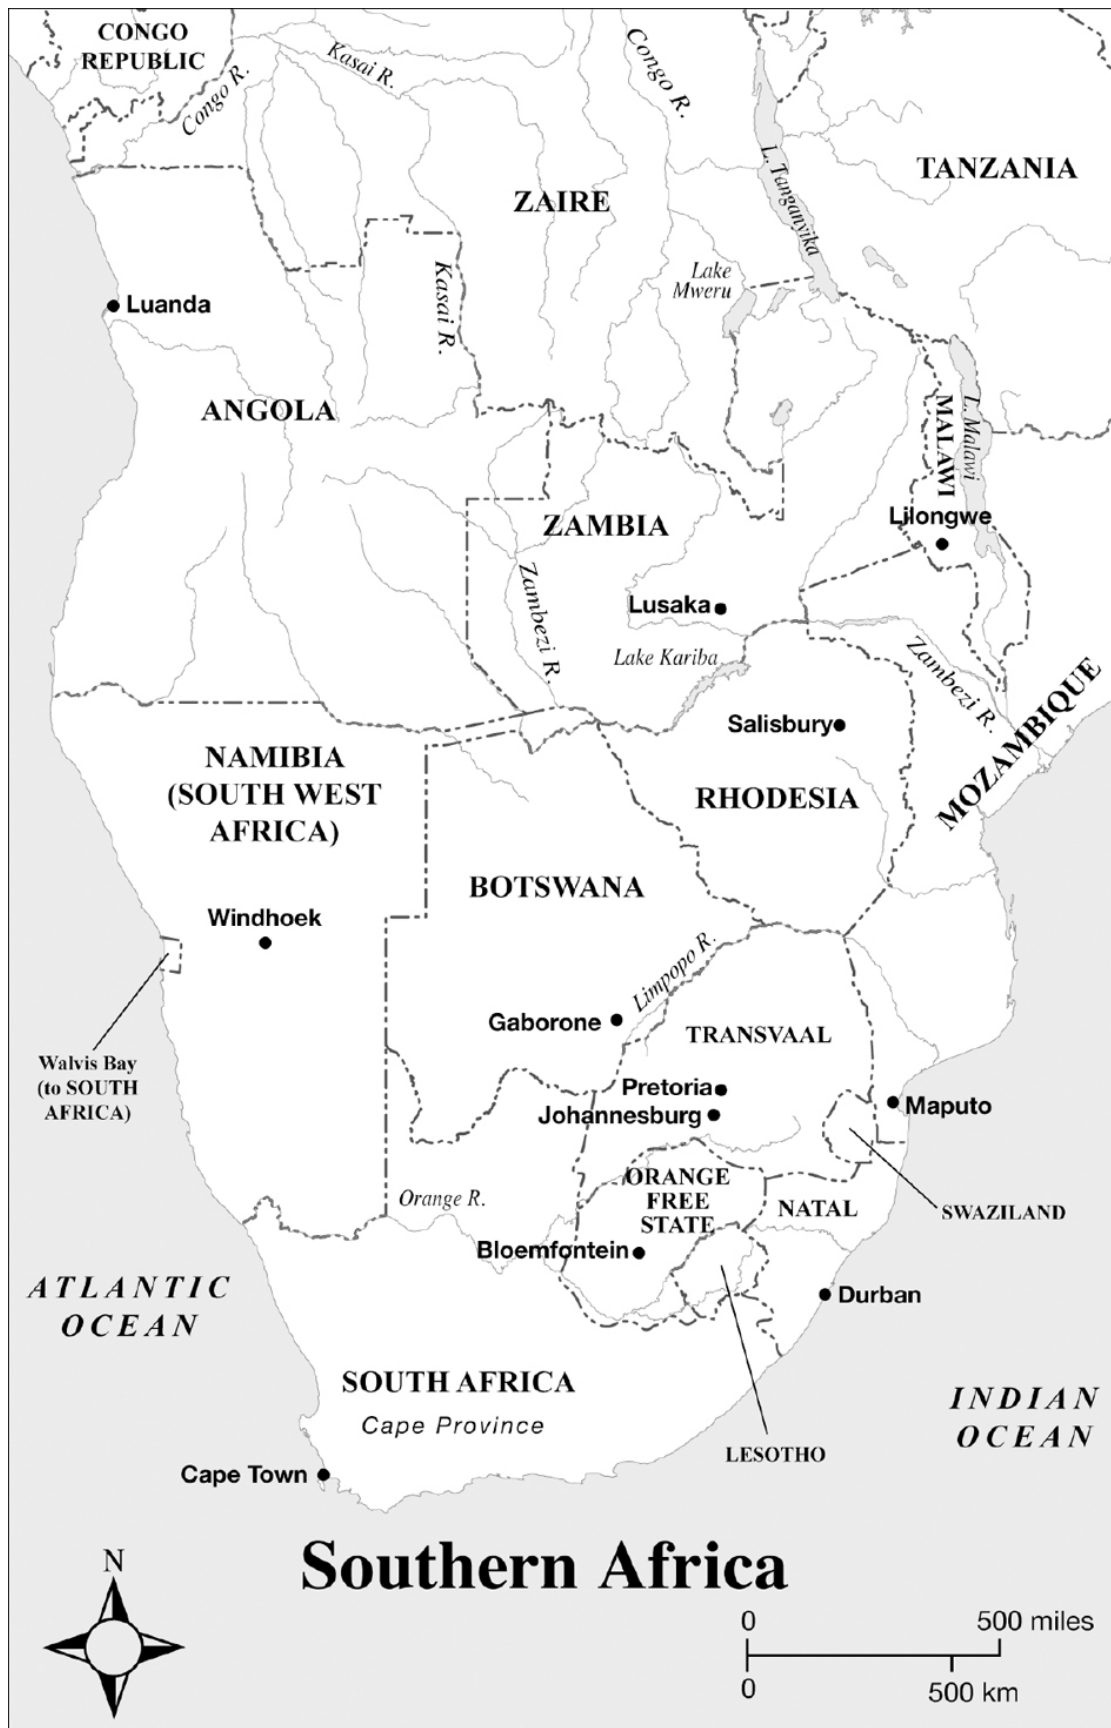 CONGO
REPUBLIC
Congo R.
Kasai R.
Congo R.
ZAIRE
TANZANIA
L. Tanganyika
Lake
Mweru
Kasai R.
Luanda
ANGOLA
MALAWI
L. Malawi
Lilongwe
ZAMBIA
Zambezi R.
Lusaka
Lake Kariba
Zambezi R.
MOZAMBIQUE
Salisbury
RHODESIA
NAMIBIA
(SOUTH WEST
AFRICA)
BOTSWANA
Windhoek
Limpopo R.
Gaborone
TRANSVAAL
Walvis Bay
(to SOUTH
AFRICA)
Pretoria
Johannesburg
Maputo
ORANGE
FREE
STATE
Orange R.
NATAL
SWAZILAND
Bloemfontein
Durban
ATLANTIC
OCEAN
SOUTH AFRICA
Cape Province
INDIAN
OCEAN
LESOTHO
Cape Town
Southern Africa
N
0 500 miles
0 500 km